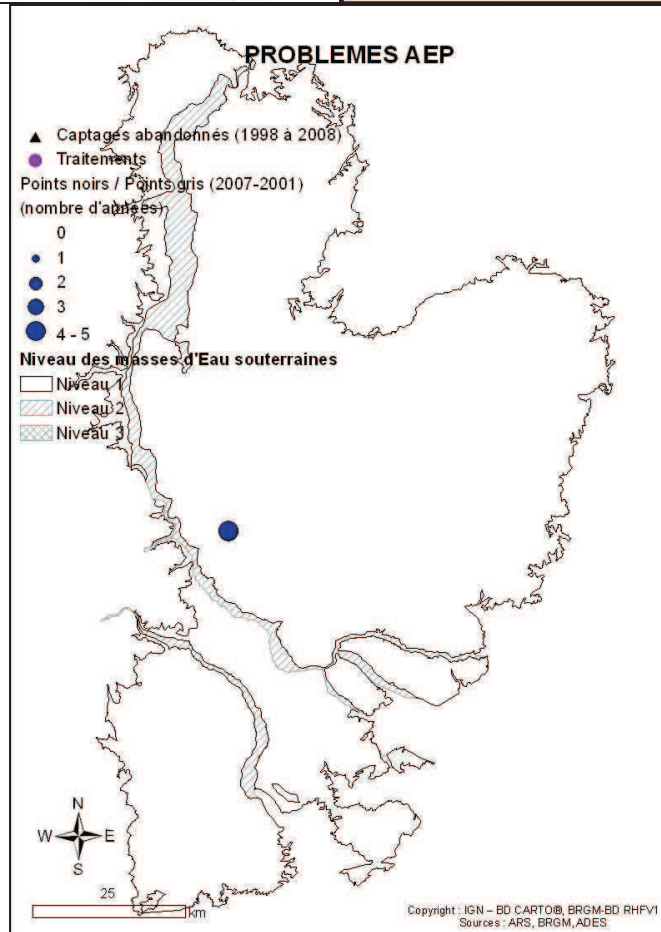 PROBLEMES AEP
Captages abandonnés (1998 à 2008)
Traitements
Points noirs / Points gris (2007-2001)
(nombre d'années)
0
1
2
3
4 - 5
Niveau des masses d'Eau souterraines
Niveau 1
Niveau 2
Niveau 3
N
W E
S
25
km
Copyright : IGN – BD CARTO®, BRGM-BD RHFV1
Sources : ARS, BRGM, ADES